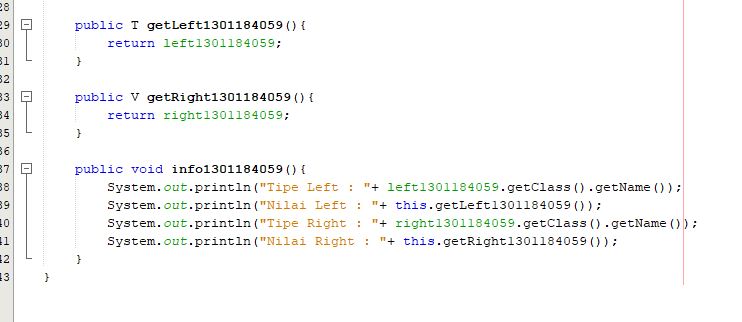 28
29 public T getLeft1301184059(){
30 return left1301184059;
31 }
32
33 public V getRight1301184059(){
34 return right1301184059;
35 }
36
37 public void info1301184059(){
38 System.out.println("Tipe Left : "+ left1301184059.getClass().getName());
39 System.out.println("Nilai Left : "+ this.getLeft1301184059());
40 System.out.println("Tipe Right : "+ right1301184059.getClass().getName());
41 System.out.println("Nilai Right : "+ this.getRight1301184059());
42 }
43 }